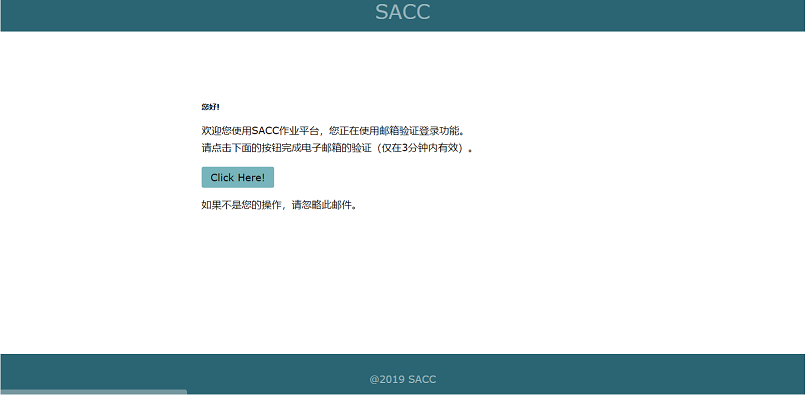 SACC
您好!
欢迎您使用SACC作业平台，您正在使用邮箱验证登录功能。
请点击下面的按钮完成电子邮箱的验证（仅在3分钟内有效）。
Click Here!
如果不是您的操作，请忽略此邮件。
@2019 SACC